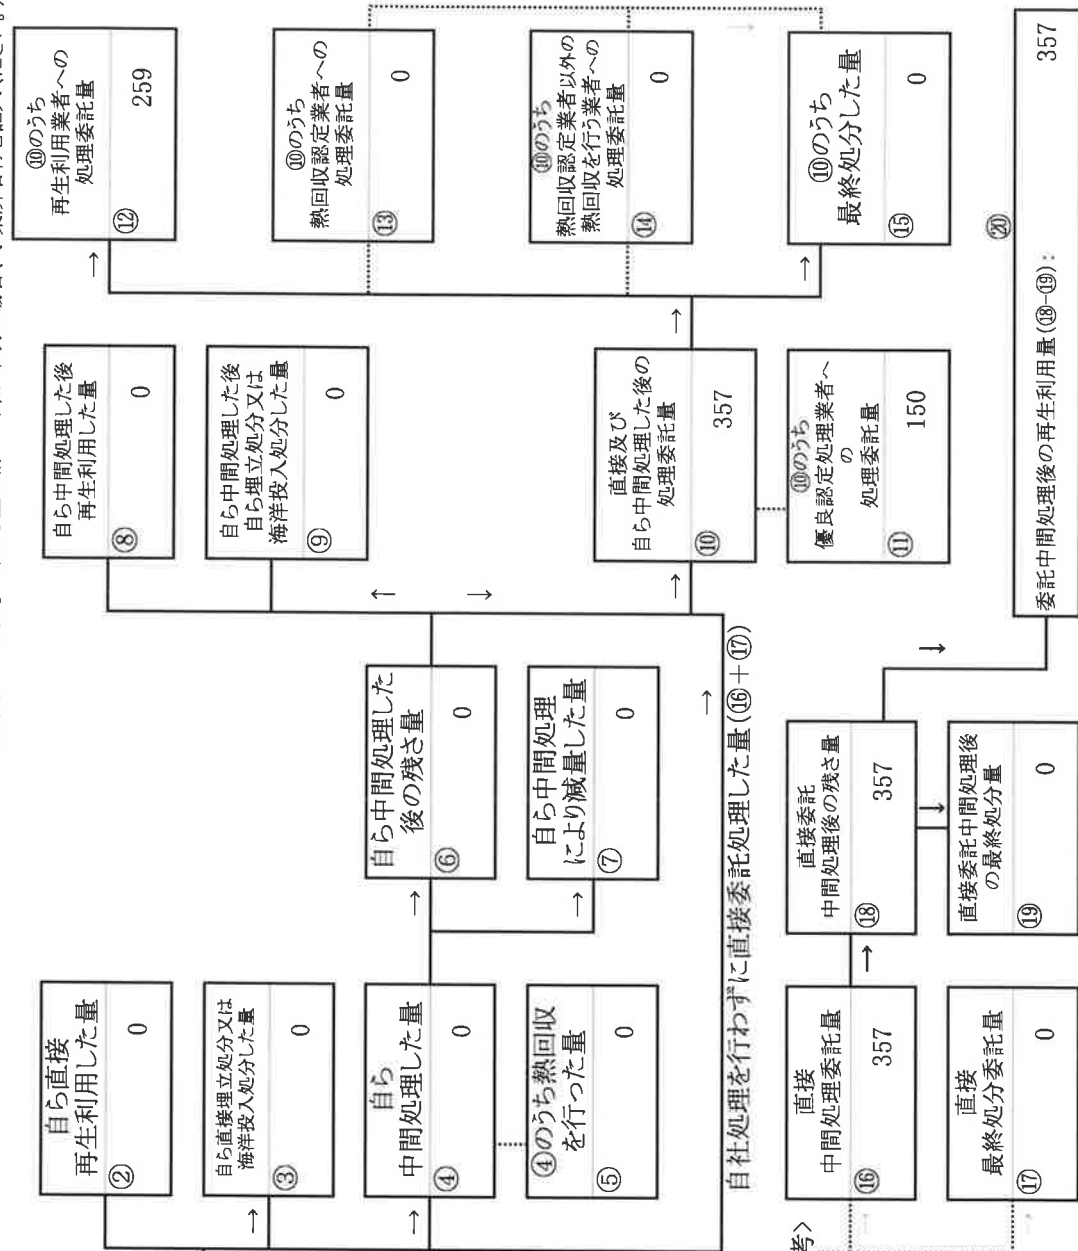 自ら直接
再生利用した量
② 0
自ら直接埋立処分又は
海洋投入処分した量
③ 0
自ら
中間処理した量
④ 0
④のうち熱回収
を行った量
⑤ 0
自ら中間処理した
後の残さ量
⑥ 0
自ら中間処理
により減量した量
⑦ 0
自ら中間処理した後
再生利用した量
⑧ 0
自ら中間処理した後
自ら埋立処分又は
海洋投入処分した量
⑨ 0
直接及び
自ら中間処理した後の
処理委託量
⑩ 357
⑩のうち
優良認定処理業者へ
の
処理委託量
⑪ 150
⑩のうち
再生利用業者への
処理委託量
⑫ 259
⑩のうち
熱回収認定業者への
処理委託量
⑬ 0
⑩のうち
熱回収認定業者以外の
熱回収を行う業者への
処理委託量
⑭ 0
⑩のうち
最終処分した量
⑮ 0
自社処理を行わずに直接委託処理した量(⑯+⑰)
考>
直接
中間処理委託量
⑯ 357
直接
最終処分委託量
⑰ 0
直接委託
中間処理後の残さ量
⑱ 357
直接委託中間処理後
の最終処分量
⑲ 0
⑳
委託中間処理後の再生利用量(⑱-⑲): 357